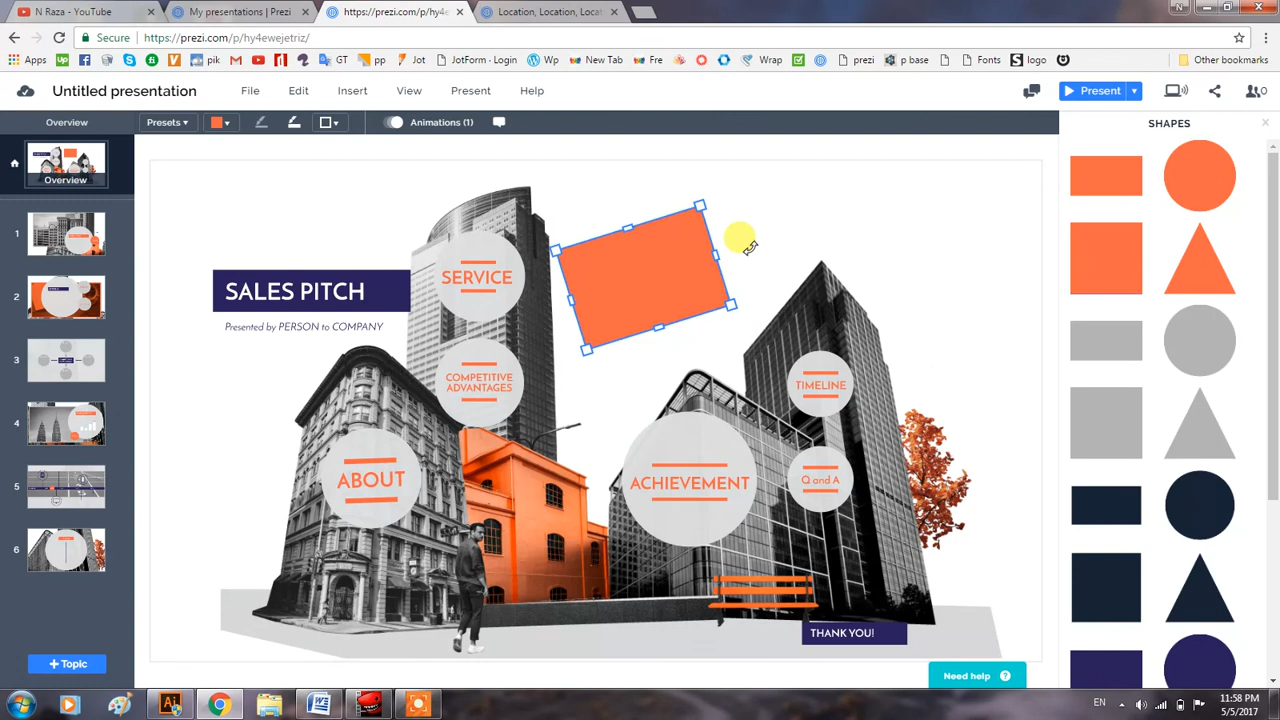 N Raza - YouTube
My presentations | Prezi
https://prezi.com/p/hy4e
Location, Location, Locat
Secure
https://prezi.com/p/hy4ewejetriz/
Apps
pik
GT
pp
Jot
JotForm - Login
Wp
New Tab
Fre
Wrap
prezi
p base
Fonts
logo
Other bookmarks
Untitled presentation
File
Edit
Insert
View
Present
Help
Present
0
Overview
Presets
Animations (1)
SHAPES
Overview
1
2
3
4
5
6
+ Topic
SALES PITCH
Presented by PERSON to COMPANY
SERVICE
COMPETITIVE
ADVANTAGES
ABOUT
ACHIEVEMENT
TIMELINE
Q and A
THANK YOU!
Need help ?
EN
11:58 PM
5/5/2017